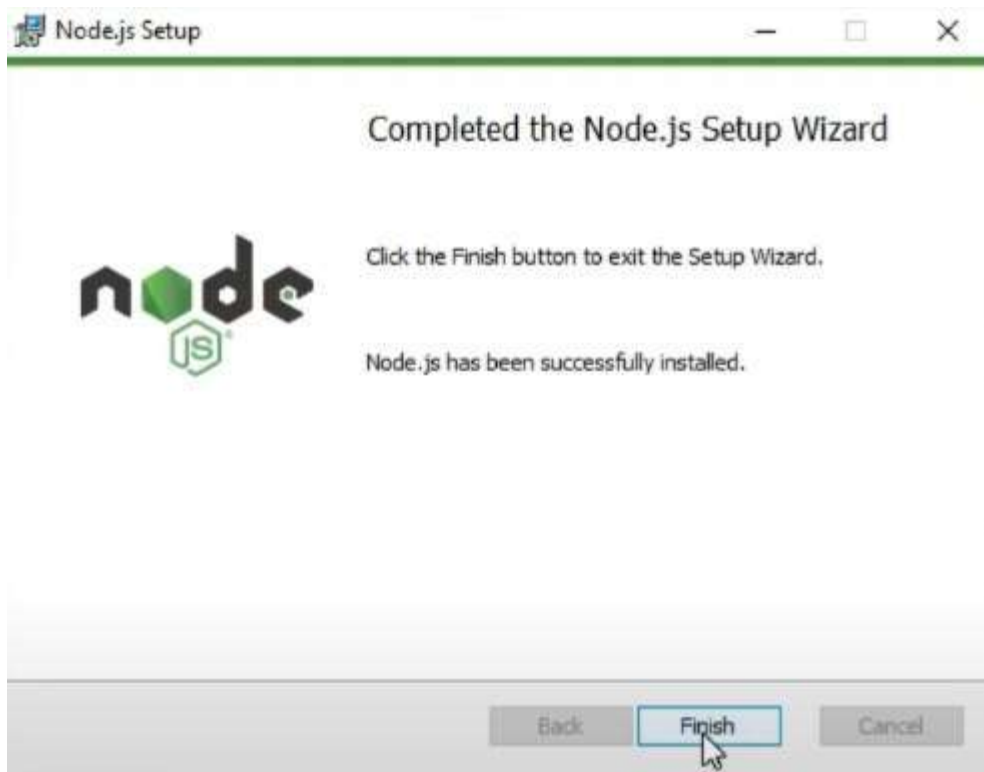 Node.js Setup
Completed the Node.js Setup Wizard
Click the Finish button to exit the Setup Wizard.
node
JS
Node.js has been successfully installed.
Back
Finish
Cancel